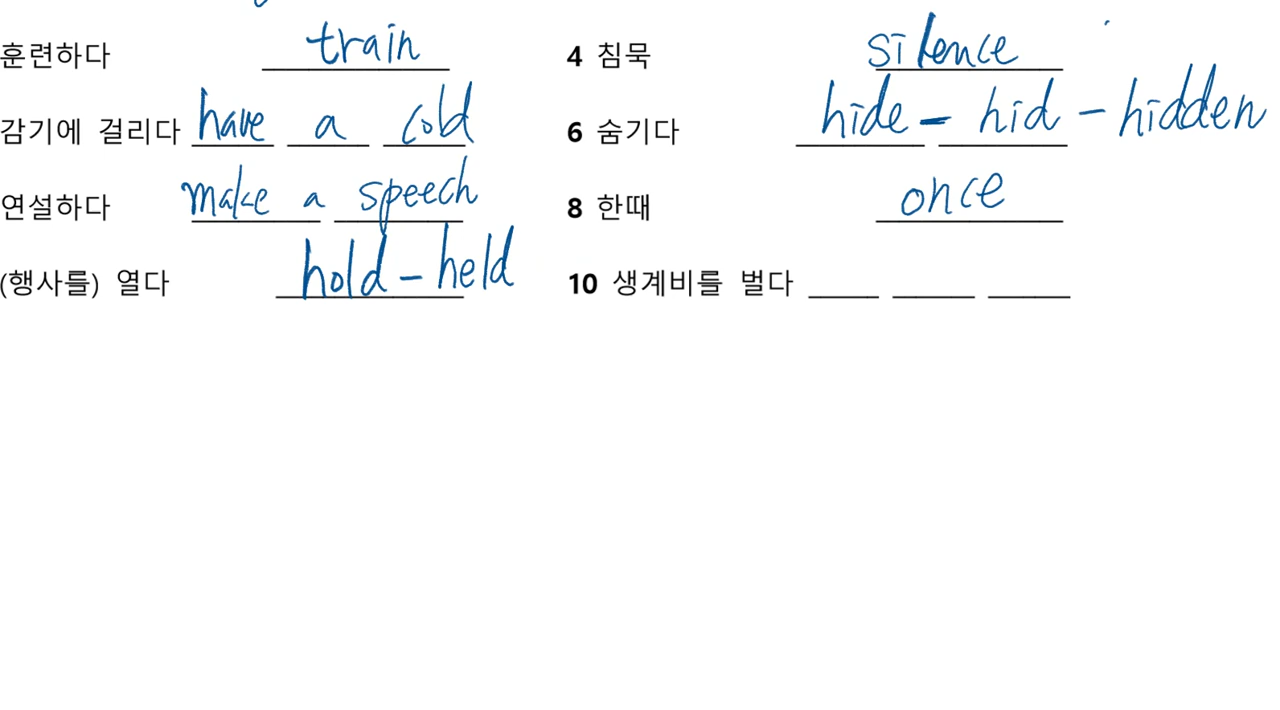 훈련하다 train 4 침묵 silence
감기에 걸리다 have a cold 6 숨기다 hide - hid - hidden
연설하다 make a speech 8 한때 once
(행사를) 열다 hold - held 10 생계비를 벌다